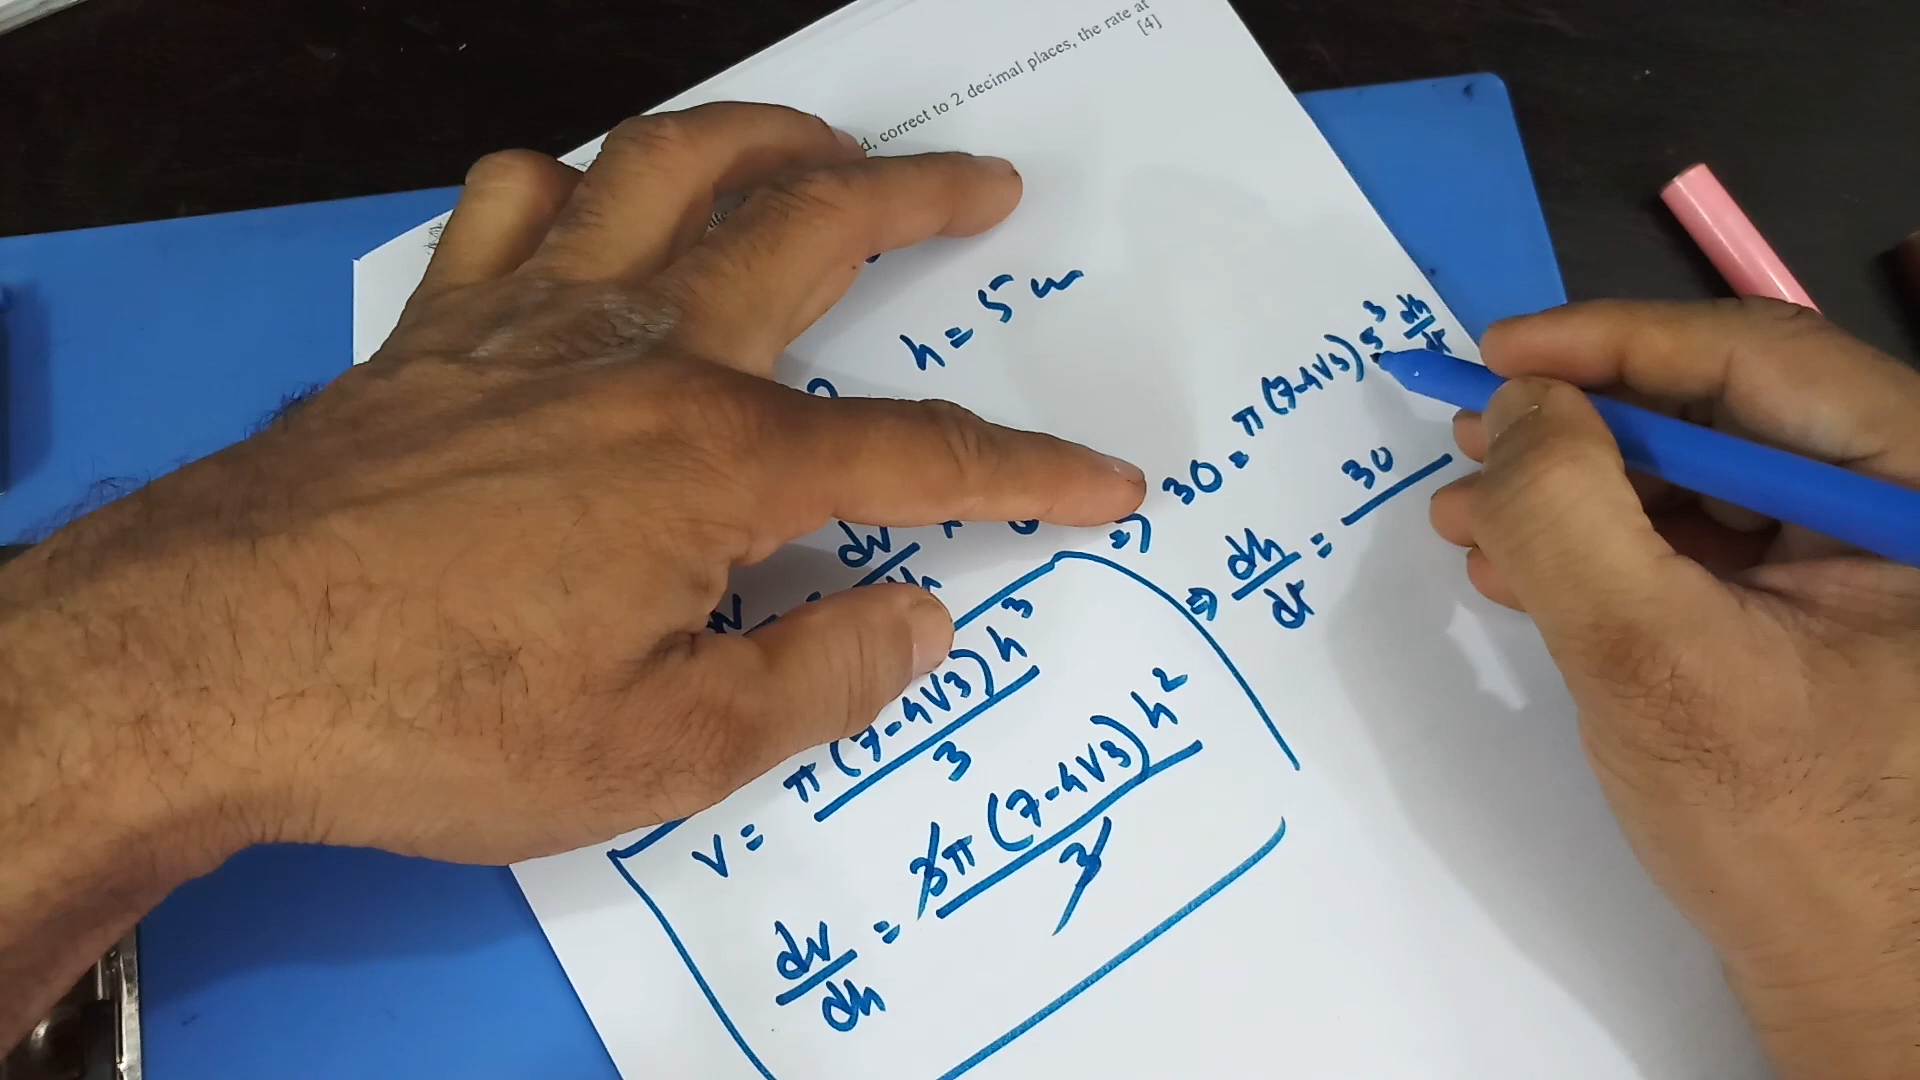 d, correct to 2 decimal places, the rate at
[4]
h = 5 m
⇒ 30 = π (7-4√3) 5³ dh/dt
dv/dh ×
⇒ dh/dt = 30
V = π (7-4√3) h³ / 3
dv/dh = 3π (7-4√3) h² / 3